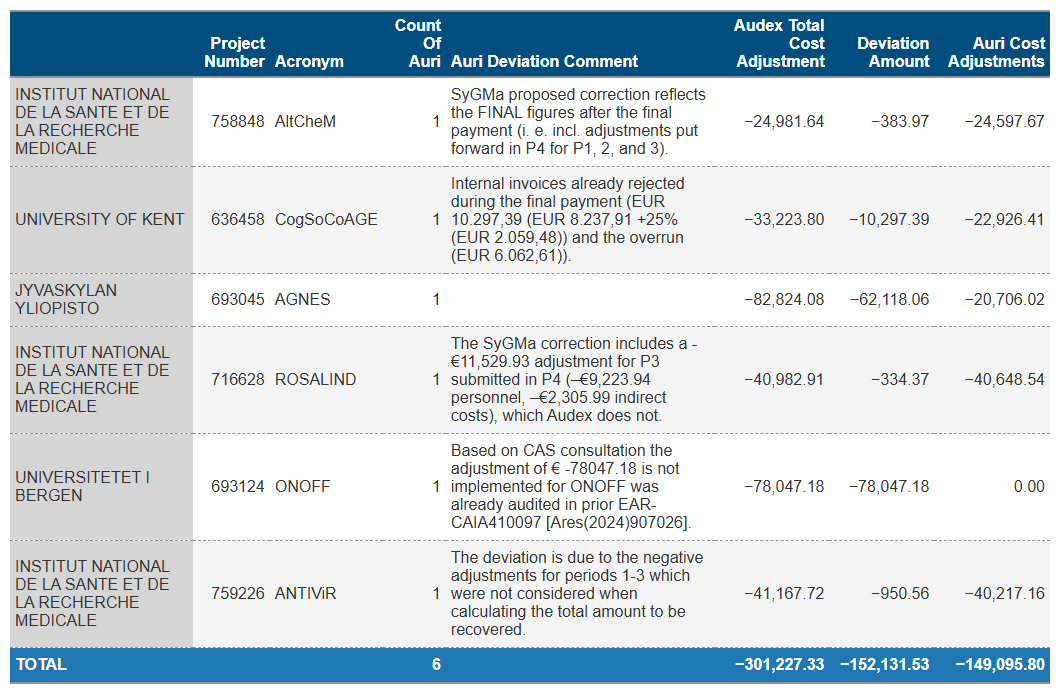 Project Number Acronym Count Of Auri Auri Deviation Comment Audex Total Cost Adjustment Deviation Amount Auri Cost Adjustments
INSTITUT NATIONAL
DE LA SANTE ET DE
LA RECHERCHE
MEDICALE
758848 AltCheM 1
SyGMa proposed correction reflects
the FINAL figures after the final
payment (i. e. incl. adjustments put
forward in P4 for P1, 2, and 3).
−24,981.64 −383.97 −24,597.67
UNIVERSITY OF KENT 636458 CogSoCoAGE 1
Internal invoices already rejected
during the final payment (EUR
10.297,39 (EUR 8.237,91 +25%
(EUR 2.059,48)) and the overrun
(EUR 6.062,61)).
−33,223.80 −10,297.39 −22,926.41
JYVASKYLAN
YLIOPISTO
693045 AGNES 1 −82,824.08 −62,118.06 −20,706.02
INSTITUT NATIONAL
DE LA SANTE ET DE
LA RECHERCHE
MEDICALE
716628 ROSALIND 1
The SyGMa correction includes a -
€11,529.93 adjustment for P3
submitted in P4 (–€9,223.94
personnel, –€2,305.99 indirect
costs), which Audex does not.
−40,982.91 −334.37 −40,648.54
UNIVERSITETET I
BERGEN
693124 ONOFF 1
Based on CAS consultation the
adjustment of € -78047.18 is not
implemented for ONOFF was
already audited in prior EAR-
CAIA410097 [Ares(2024)907026].
−78,047.18 −78,047.18 0.00
INSTITUT NATIONAL
DE LA SANTE ET DE
LA RECHERCHE
MEDICALE
759226 ANTIViR 1
The deviation is due to the negative
adjustments for periods 1-3 which
were not considered when
calculating the total amount to be
recovered.
−41,167.72 −950.56 −40,217.16
TOTAL 6 −301,227.33 −152,131.53 −149,095.80